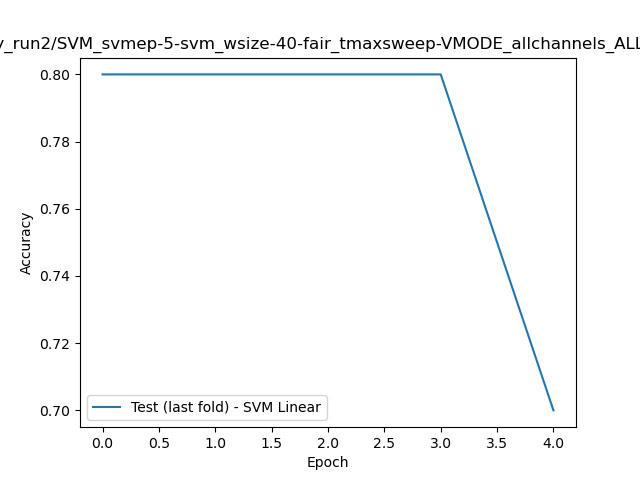 y_run2/SVM_svmep-5-svm_wsize-40-fair_tmaxsweep-VMODE_allchannels_ALL
0.80
0.78
0.76
0.74
0.72
0.70
Accuracy
Test (last fold) - SVM Linear
0.0 0.5 1.0 1.5 2.0 2.5 3.0 3.5 4.0
Epoch